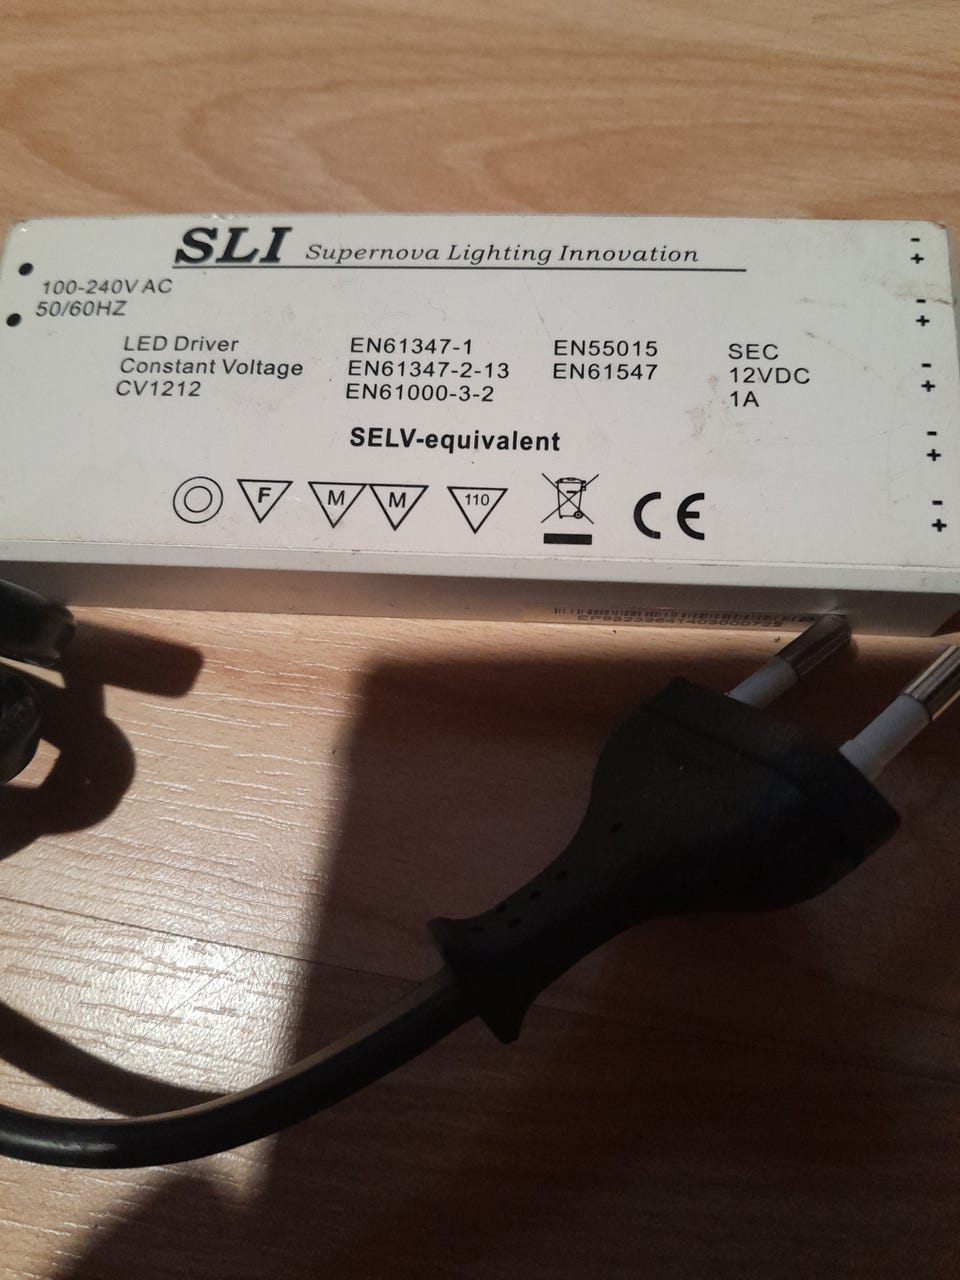 SLI Supernova Lighting Innovation
100-240V AC
50/60HZ
LED Driver
Constant Voltage
CV1212
EN61347-1
EN61347-2-13
EN61000-3-2
EN55015
EN61547
SEC
12VDC
1A
SELV-equivalent
F M M 110 CE
- +
- +
- +
- +
- +